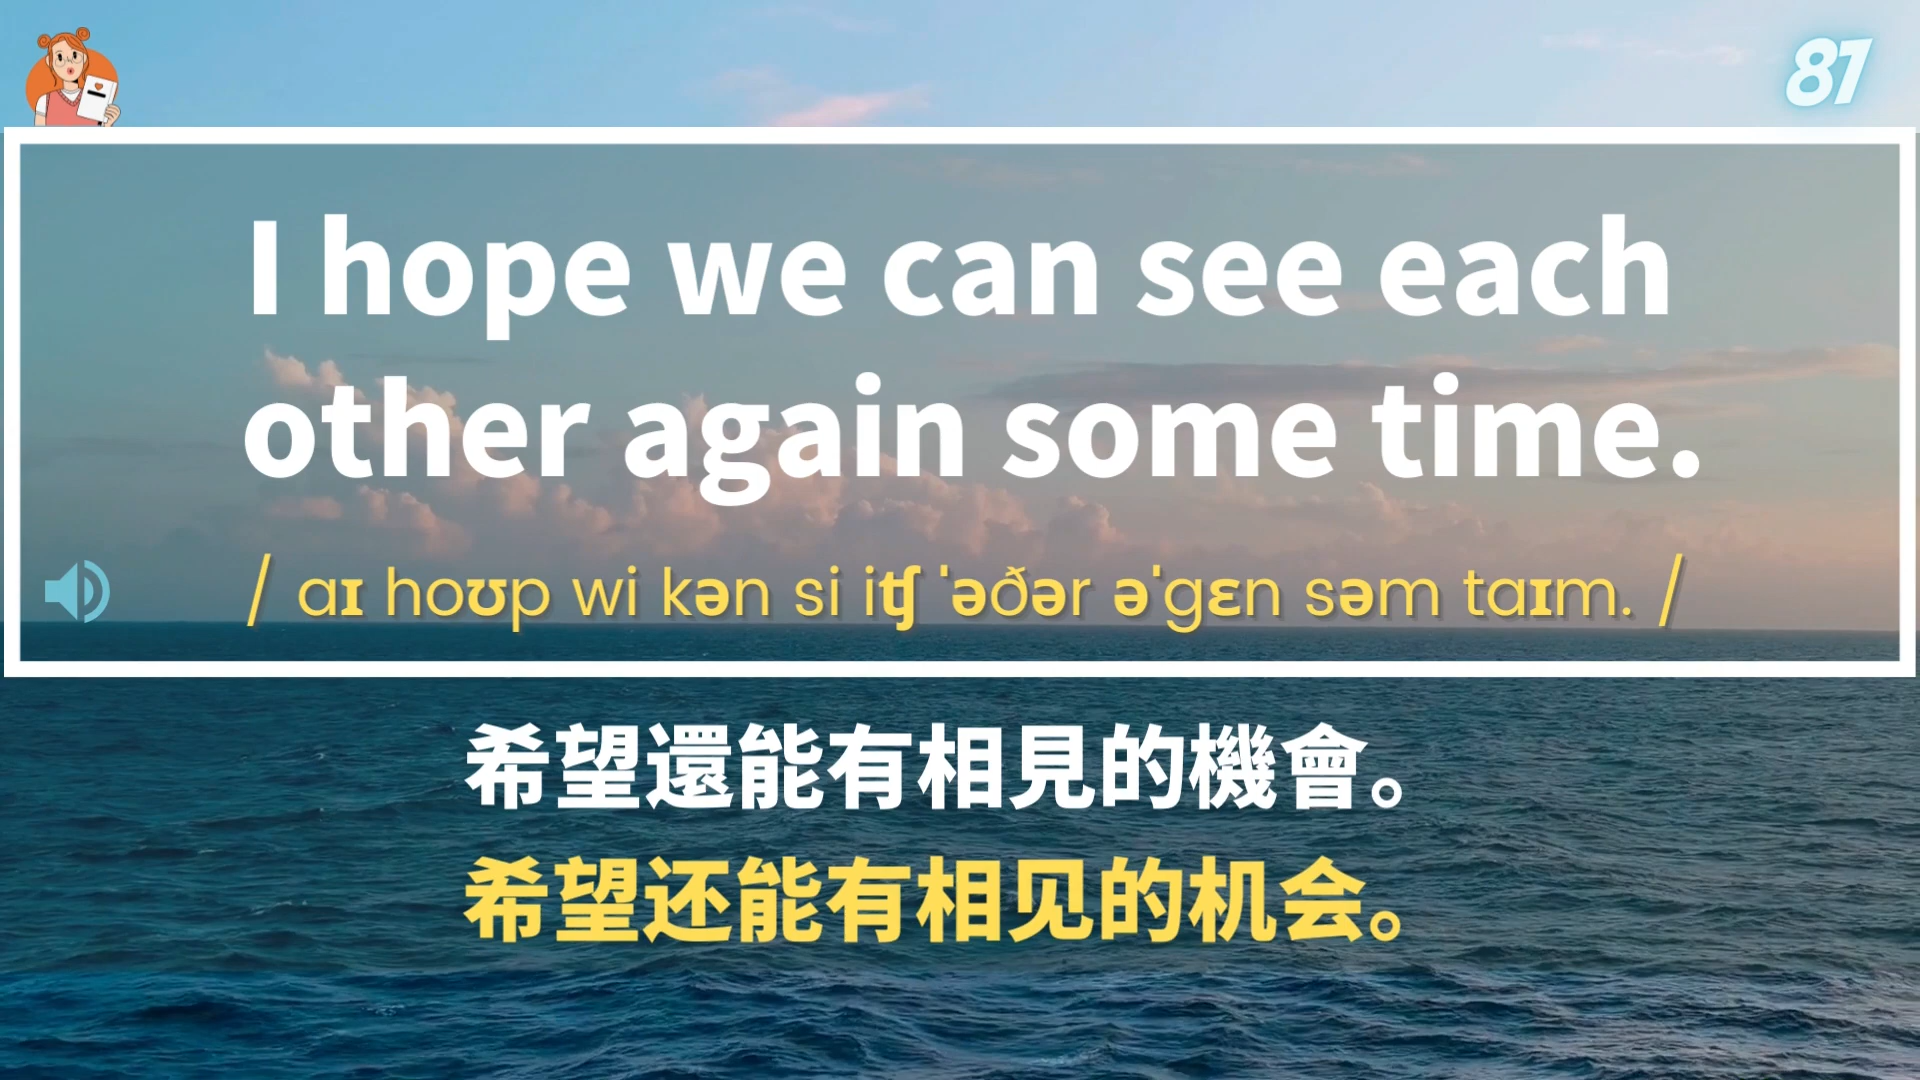 87
I hope we can see each
other again some time.
/ aɪ hoʊp wi kən si iʧ ˈəðər əˈgɛn səm taɪm. /
希望還能有相見的機會。
希望还能有相见的机会。